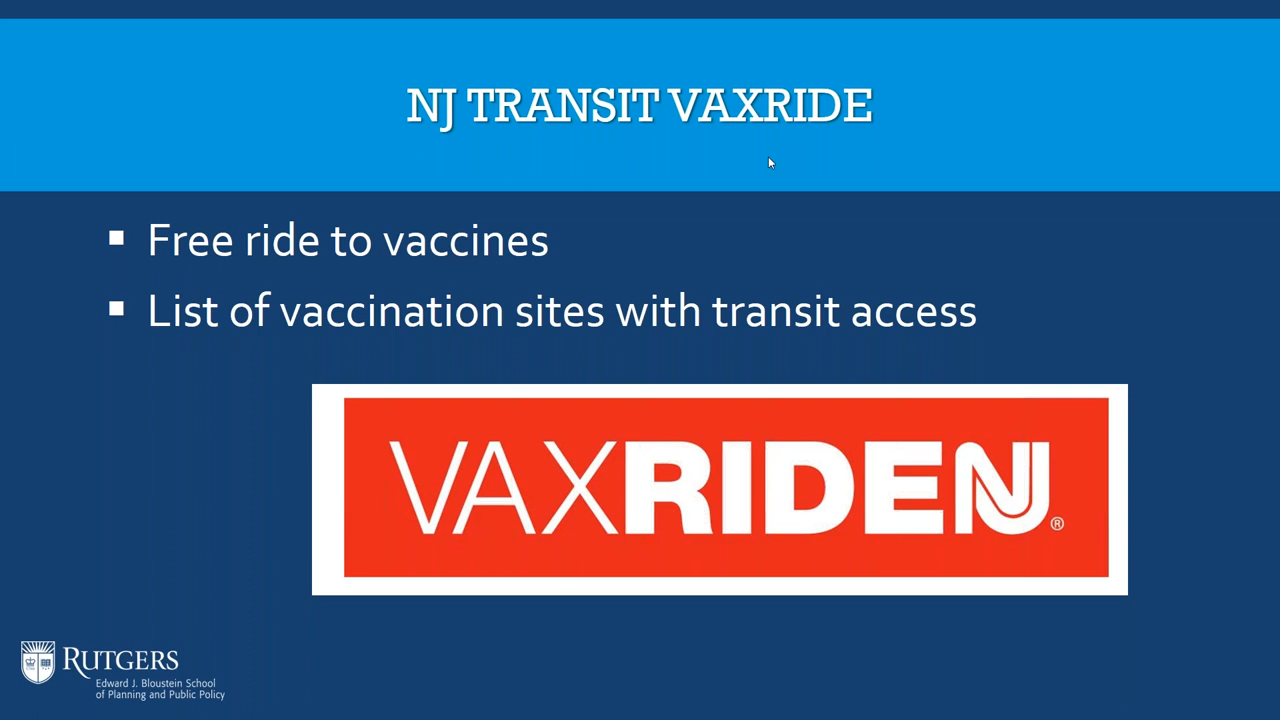 NJ TRANSIT VAXRIDE
Free ride to vaccines
List of vaccination sites with transit access
VAXRIDENJ®
RUTGERS
Edward J. Bloustein School
of Planning and Public Policy